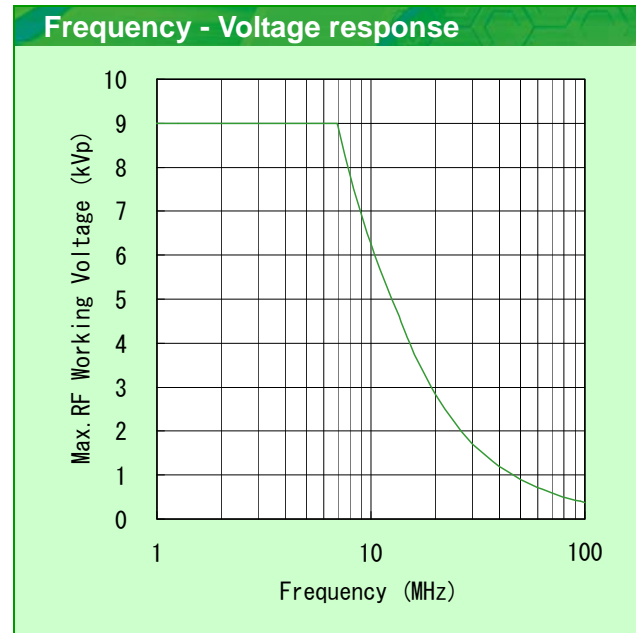 Frequency - Voltage response
10
9
8
7
6
5
4
3
2
1
0
Max.RF Working Voltage (kVp)
1 10 100
Frequency (MHz)